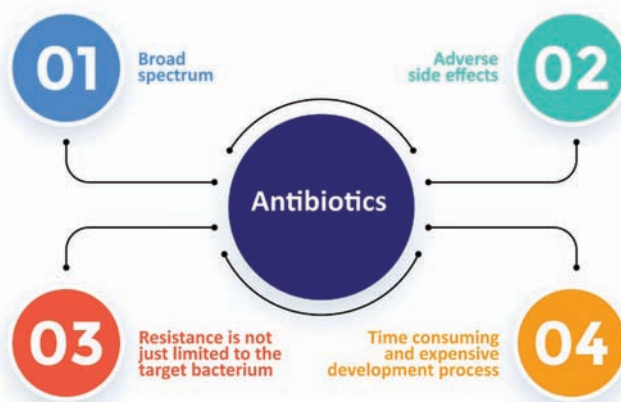 01
Broad
spectrum
Adverse
side effects
02
Antibiotics
03
Resistance is not
just limited to the
target bacterium
Time consuming
and expensive
development process
04